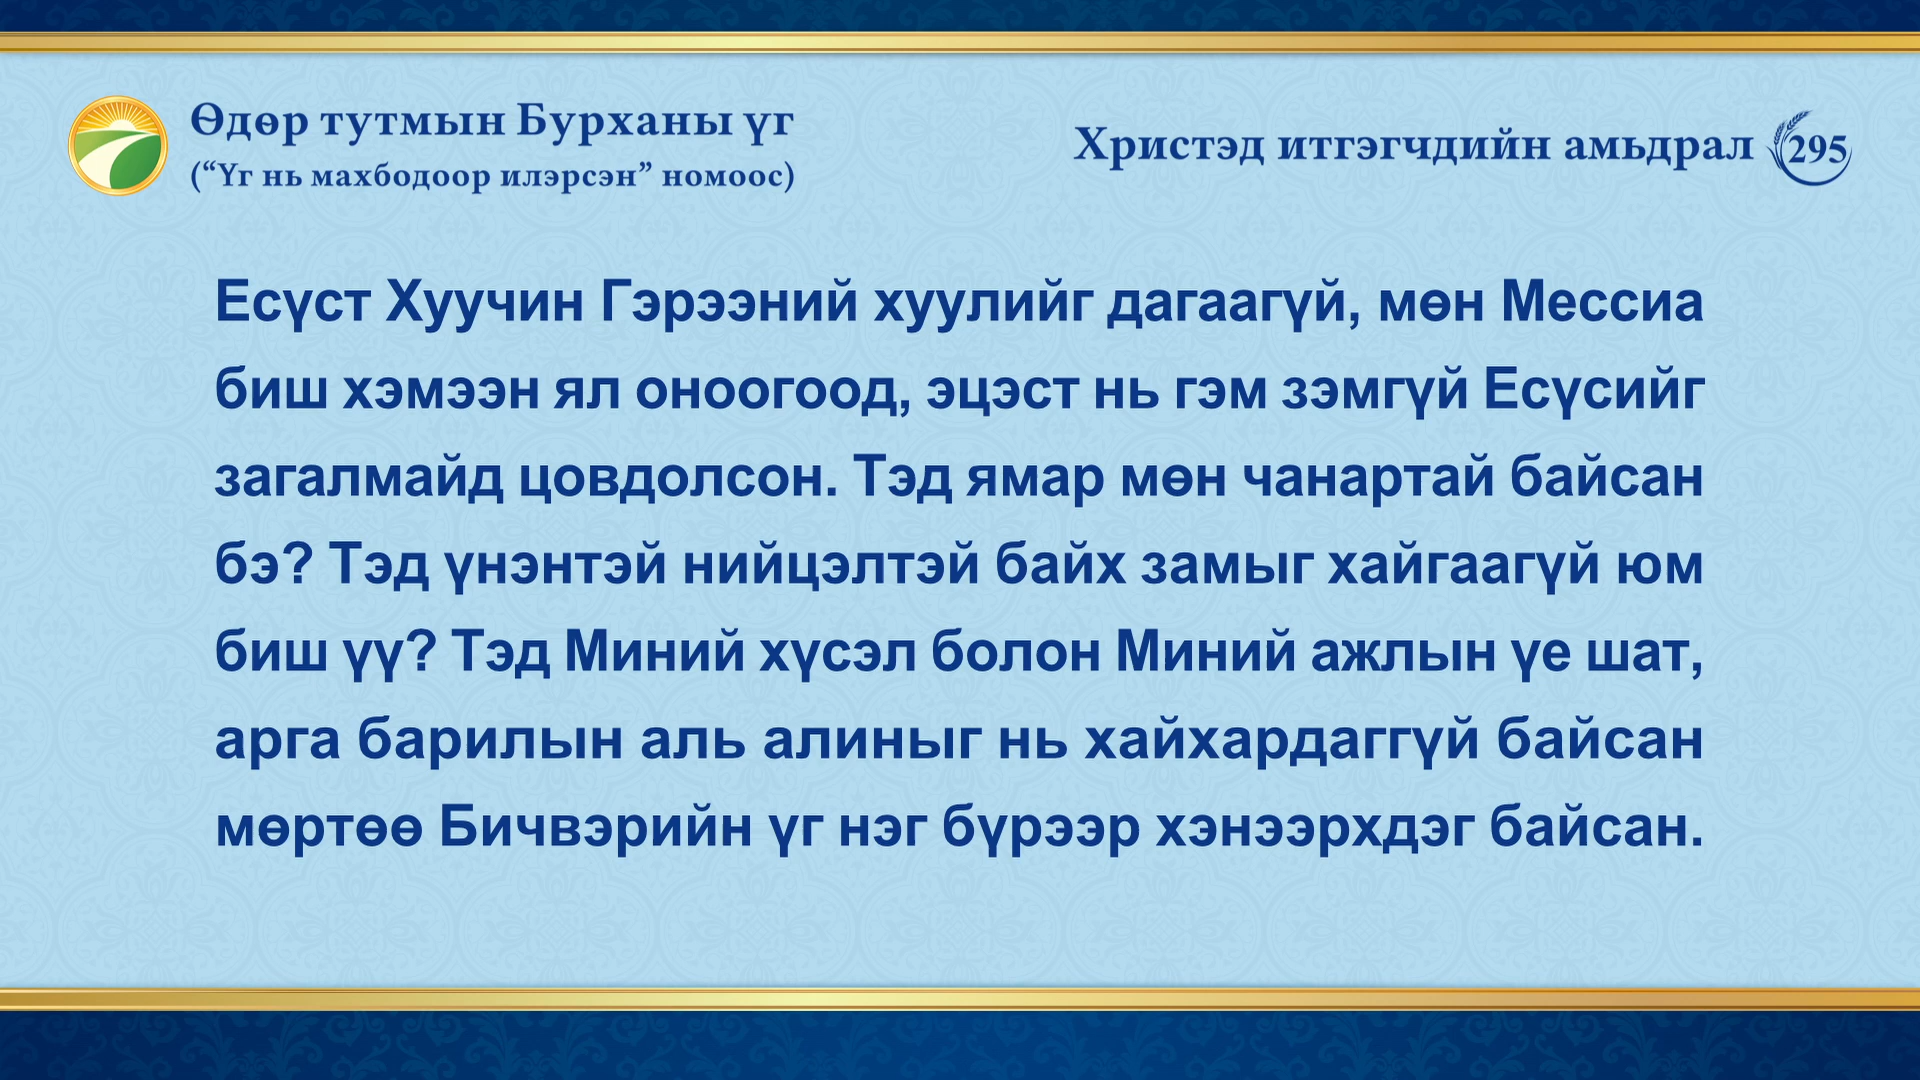 Өдөр тутмын Бурханы үг
(“Үг нь махбодоор илэрсэн” номоос)
Христэд итгэгчдийн амьдрал 295
Есүст Хуучин Гэрээний хуулийг дагаагүй, мөн Мессиа
биш хэмээн ял оноогоод, эцэст нь гэм зэмгүй Есүсийг
загалмайд цовдолсон. Тэд ямар мөн чанартай байсан
бэ? Тэд үнэнтэй нийцэлтэй байх замыг хайгаагүй юм
биш үү? Тэд Миний хүсэл болон Миний ажлын үе шат,
арга барилын аль алиныг нь хайхардаггүй байсан
мөртөө Бичвэрийн үг нэг бүрээр хэнээрхдэг байсан.